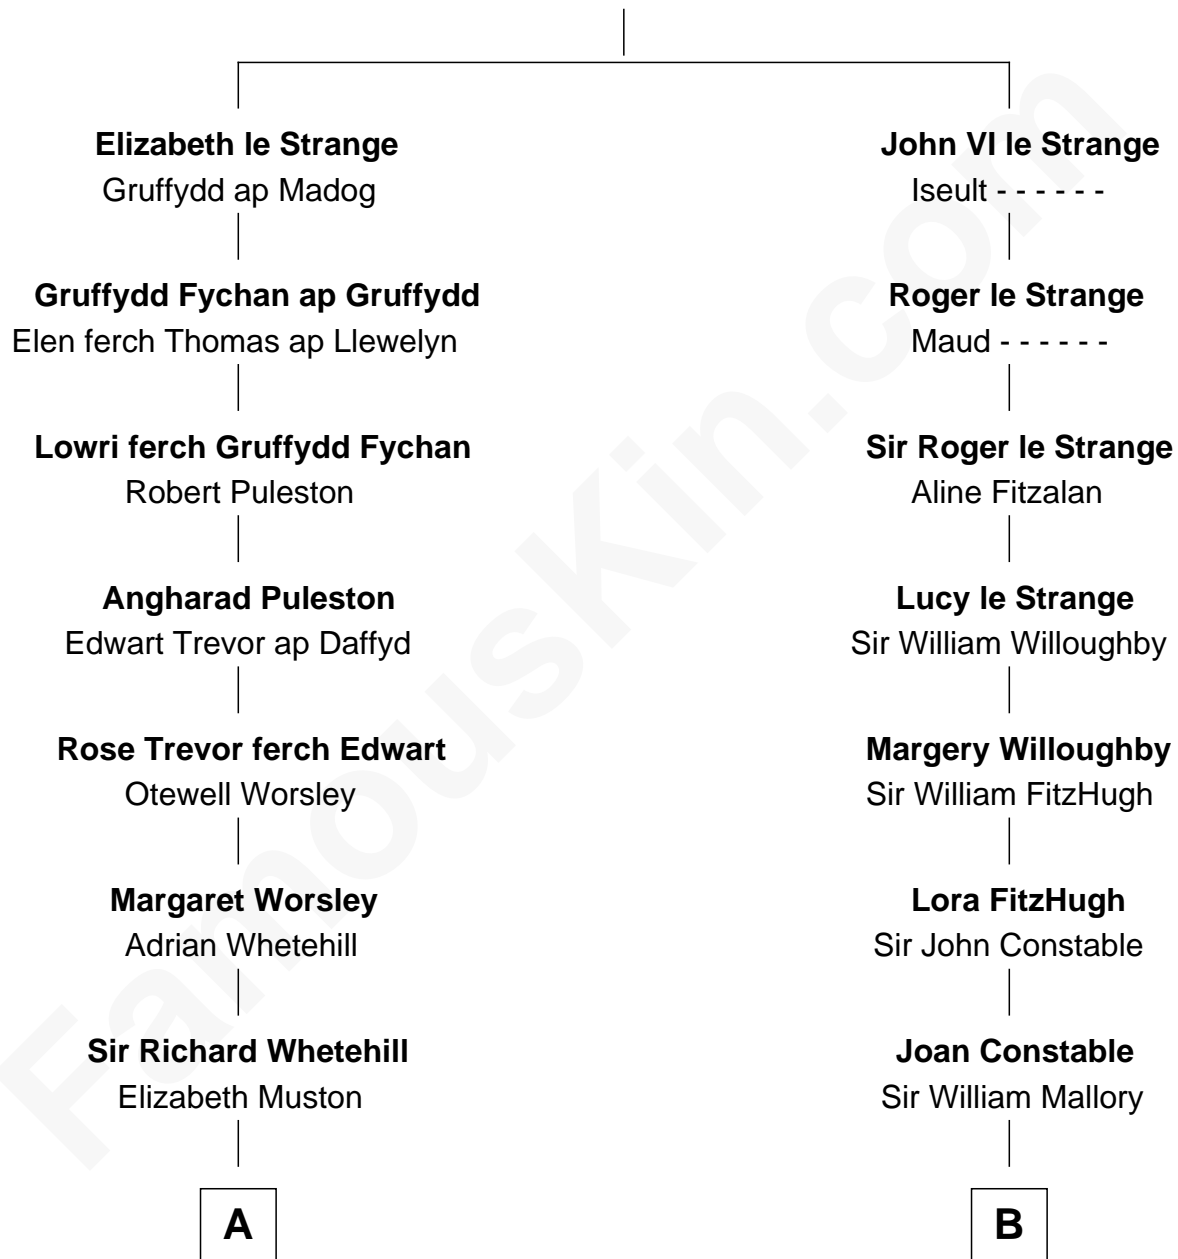 Elizabeth le Strange
Gruffydd ap Madog
John VI le Strange
Iseult - - - - - -
Gruffydd Fychan ap Gruffydd
Elen ferch Thomas ap Llewelyn
Roger le Strange
Maud - - - - - -
Lowri ferch Gruffydd Fychan
Robert Puleston
Sir Roger le Strange
Aline Fitzalan
Angharad Puleston
Edwart Trevor ap Daffyd
Lucy le Strange
Sir William Willoughby
Rose Trevor ferch Edwart
Otewell Worsley
Margery Willoughby
Sir William FitzHugh
Margaret Worsley
Adrian Whetehill
Lora FitzHugh
Sir John Constable
Sir Richard Whetehill
Elizabeth Muston
Joan Constable
Sir William Mallory
A
B
FamousKin.com